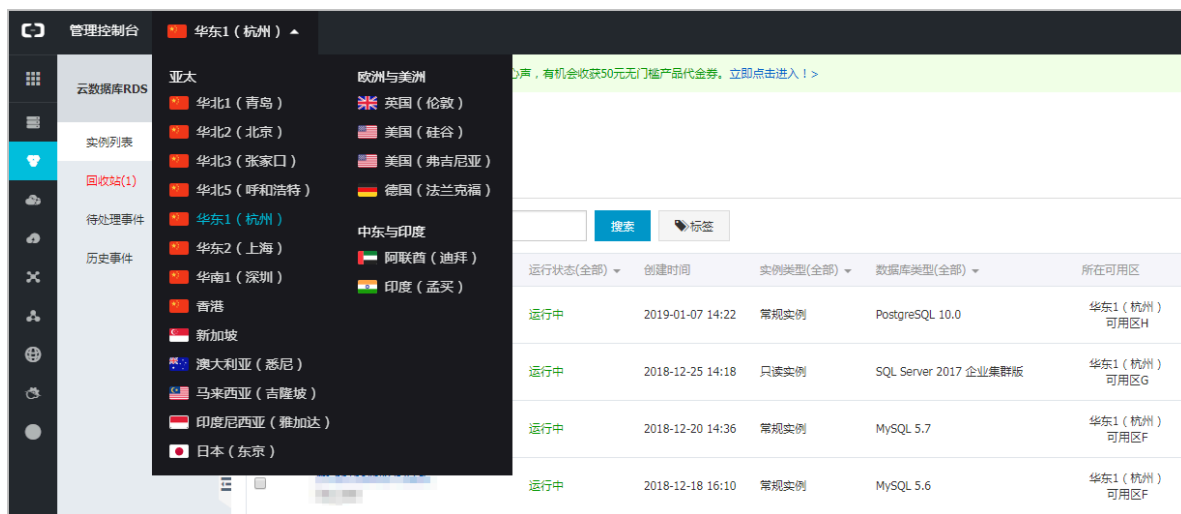 管理控制台
华东1 ( 杭州 )
云数据库RDS
实例列表
回收站(1)
待处理事件
历史事件
亚太
华北1 ( 青岛 )
华北2 ( 北京 )
华北3 ( 张家口 )
华北5 ( 呼和浩特 )
华东1 ( 杭州 )
华东2 ( 上海 )
华南1 ( 深圳 )
香港
新加坡
澳大利亚 ( 悉尼 )
马来西亚 ( 吉隆坡 )
印度尼西亚 ( 雅加达 )
日本 ( 东京 )
欧洲与美洲
英国 ( 伦敦 )
美国 ( 硅谷 )
美国 ( 弗吉尼亚 )
德国 ( 法兰克福 )
中东与印度
阿联酋 ( 迪拜 )
印度 ( 孟买 )
声，有机会收获50元无门槛产品代金券。立即点击进入！>
搜索 标签
运行状态(全部) 创建时间 实例类型(全部) 数据库类型(全部) 所在可用区
运行中 2019-01-07 14:22 常规实例 PostgreSQL 10.0 华东1 ( 杭州 )
可用区H
运行中 2018-12-25 14:18 只读实例 SQL Server 2017 企业集群版 华东1 ( 杭州 )
可用区G
运行中 2018-12-20 14:36 常规实例 MySQL 5.7 华东1 ( 杭州 )
可用区F
运行中 2018-12-18 16:10 常规实例 MySQL 5.6 华东1 ( 杭州 )
可用区F